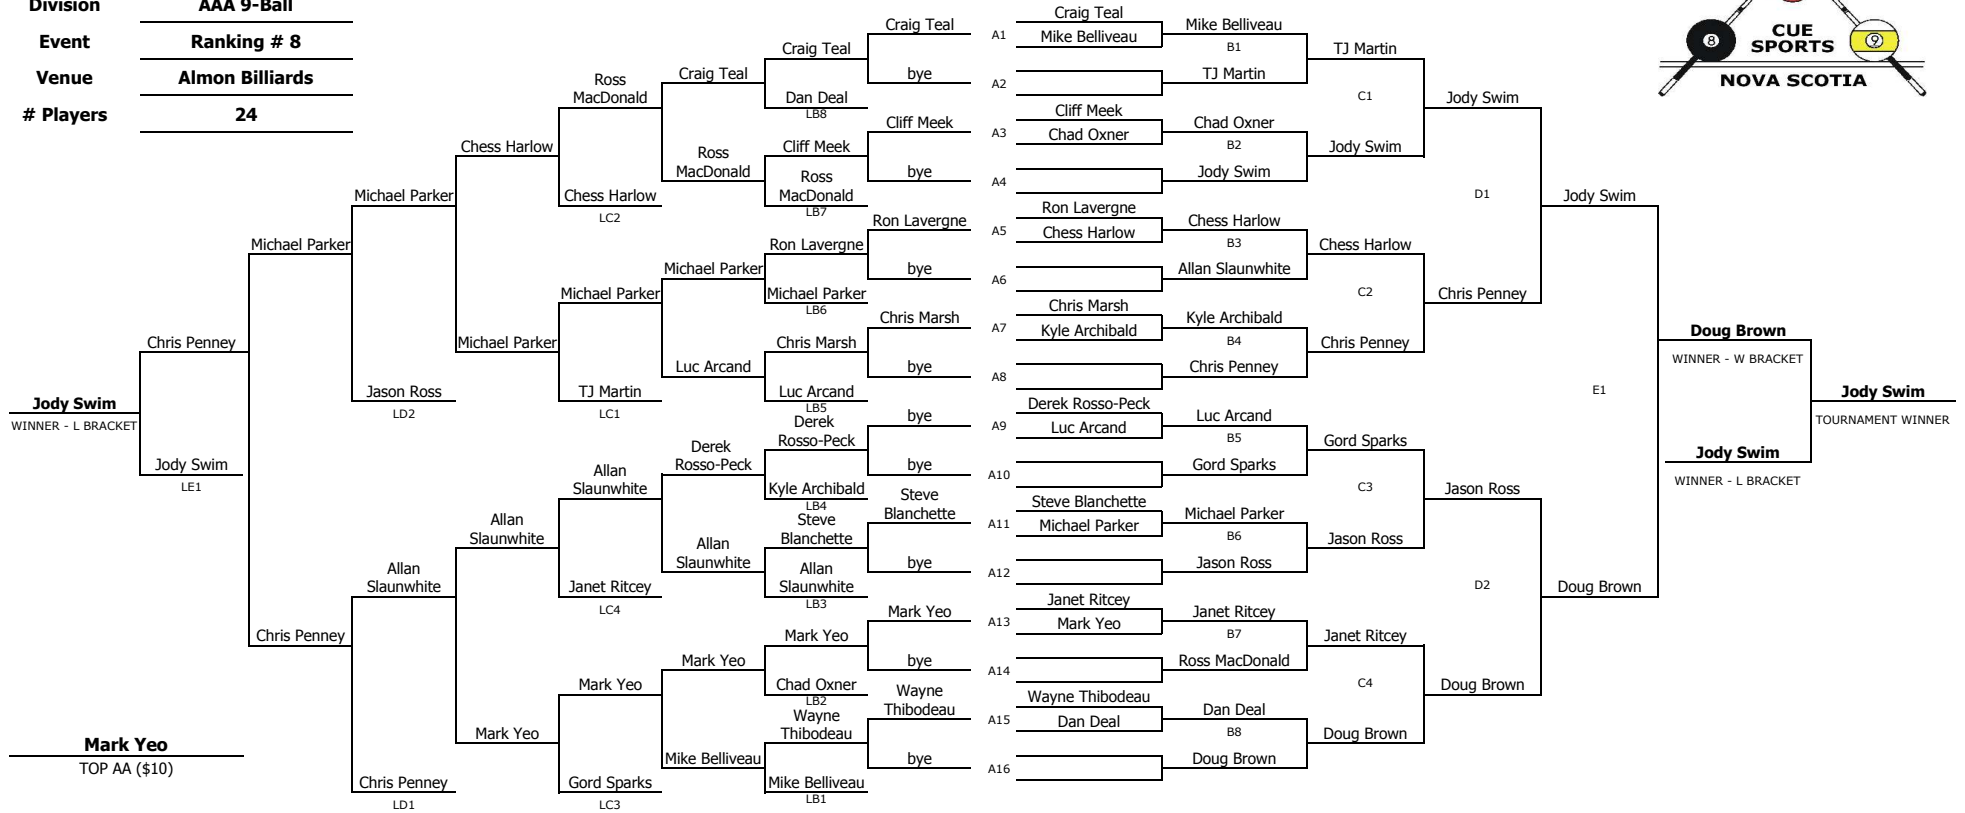 Division AAA 9-Ball
Event Ranking # 8
Venue Almon Billiards
# Players 24
8
9
CUE
SPORTS
NOVA SCOTIA
Jody Swim
WINNER - L BRACKET
Chris Penney
Jody Swim
LE1
Michael Parker
Chris Penney
Michael Parker
Jason Ross
LD2
Allan
Slaunwhite
Chris Penney
LD1
Chess Harlow
Michael Parker
Allan
Slaunwhite
Mark Yeo
Ross
MacDonald
Chess Harlow
LC2
Michael Parker
TJ Martin
LC1
Allan
Slaunwhite
Janet Ritcey
LC4
Mark Yeo
Gord Sparks
LC3
Craig Teal
Ross
MacDonald
Michael Parker
Luc Arcand
Derek
Rosso-Peck
Allan
Slaunwhite
Mark Yeo
Mike Belliveau
Craig Teal
Dan Deal
LB8
Cliff Meek
Ross
MacDonald
LB7
Ron Lavergne
Michael Parker
LB6
Chris Marsh
Luc Arcand
LB5
Derek
Rosso-Peck
Kyle Archibald
LB4
Steve
Blanchette
Allan
Slaunwhite
LB3
Mark Yeo
Chad Oxner
LB2
Wayne
Thibodeau
Mike Belliveau
LB1
Craig Teal
bye
Cliff Meek
bye
Ron Lavergne
bye
Chris Marsh
bye
bye
bye
Steve
Blanchette
bye
Mark Yeo
bye
Wayne
Thibodeau
bye
A1
A2
A3
A4
A5
A6
A7
A8
A9
A10
A11
A12
A13
A14
A15
A16
Craig Teal
Mike Belliveau
Cliff Meek
Chad Oxner
Ron Lavergne
Chess Harlow
Chris Marsh
Kyle Archibald
Derek Rosso-Peck
Luc Arcand
Steve Blanchette
Michael Parker
Janet Ritcey
Mark Yeo
Wayne Thibodeau
Dan Deal
Mike Belliveau
B1
TJ Martin
Chad Oxner
B2
Jody Swim
Chess Harlow
B3
Allan Slaunwhite
Kyle Archibald
B4
Chris Penney
Luc Arcand
B5
Gord Sparks
Michael Parker
B6
Jason Ross
Janet Ritcey
B7
Ross MacDonald
Dan Deal
B8
Doug Brown
TJ Martin
C1
Jody Swim
Chess Harlow
C2
Chris Penney
Gord Sparks
C3
Jason Ross
Janet Ritcey
C4
Doug Brown
Jody Swim
D1
Chris Penney
Jason Ross
D2
Doug Brown
Jody Swim
E1
Doug Brown
Doug Brown
WINNER - W BRACKET
Jody Swim
WINNER - L BRACKET
Jody Swim
TOURNAMENT WINNER
Mark Yeo
TOP AA ($10)